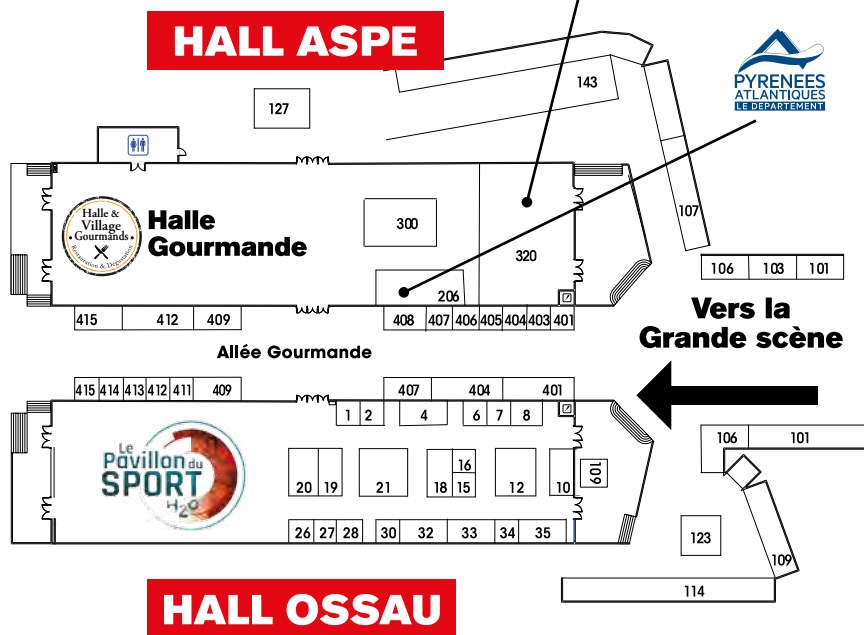 HALL ASPE
PYRENEES
ATLANTIQUES
LE DEPARTEMENT
143
127
107
Halle &
Village
Gourmands
Restauration & Dégustation
Halle
Gourmande
300
320
206
106 103 101
415 412 409 408 407 406 405 404 403 401
Vers la
Grande scène
Allée Gourmande
415 414 413 412 411 409 407 404 401
1 2 4 6 7 8
106 101
Le
Pavillon du
SPORT
H2O
20 19 21 18 16 15 12 10 109
26 27 28 30 32 33 34 35
123
109
114
HALL OSSAU